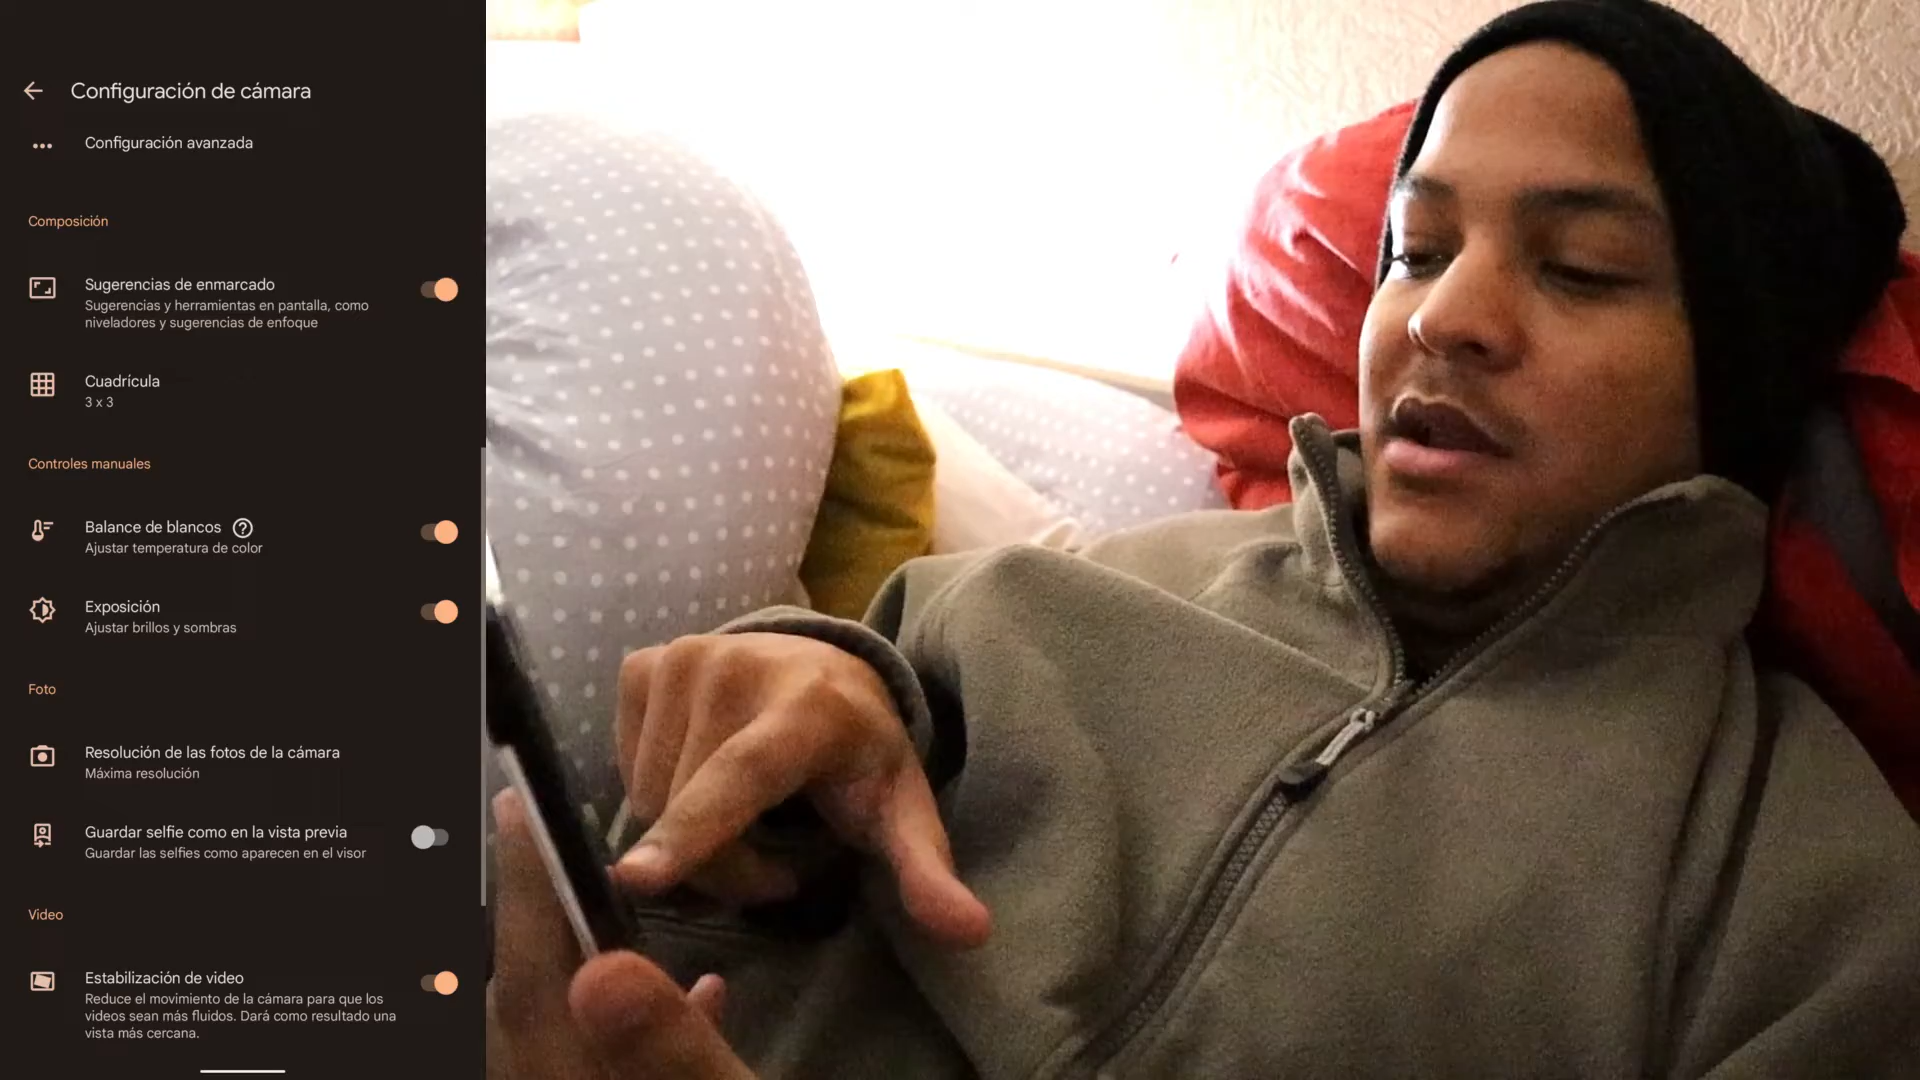 Configuración de cámara
Configuración avanzada
Composición
Sugerencias de enmarcado
Sugerencias y herramientas en pantalla, como
niveladores y sugerencias de enfoque
Cuadrícula
3 x 3
Controles manuales
Balance de blancos
Ajustar temperatura de color
Exposición
Ajustar brillos y sombras
Foto
Resolución de las fotos de la cámara
Máxima resolución
Guardar selfie como en la vista previa
Guardar las selfies como aparecen en el visor
Video
Estabilización de video
Reduce el movimiento de la cámara para que los
videos sean más fluidos. Dará como resultado una
vista más cercana.